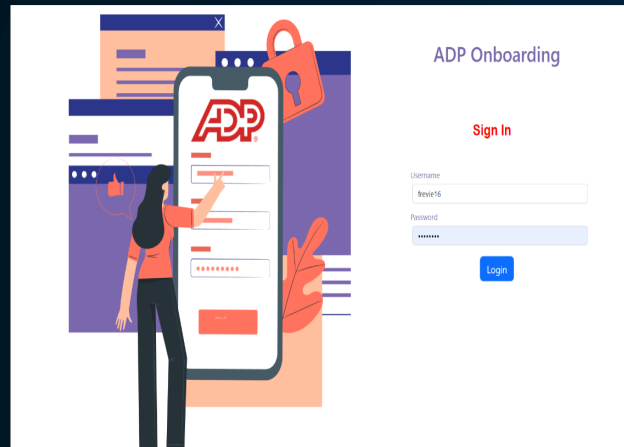 X
ADP
ADP Onboarding
Sign In
Username
frevie16
Password
••••••••
Login